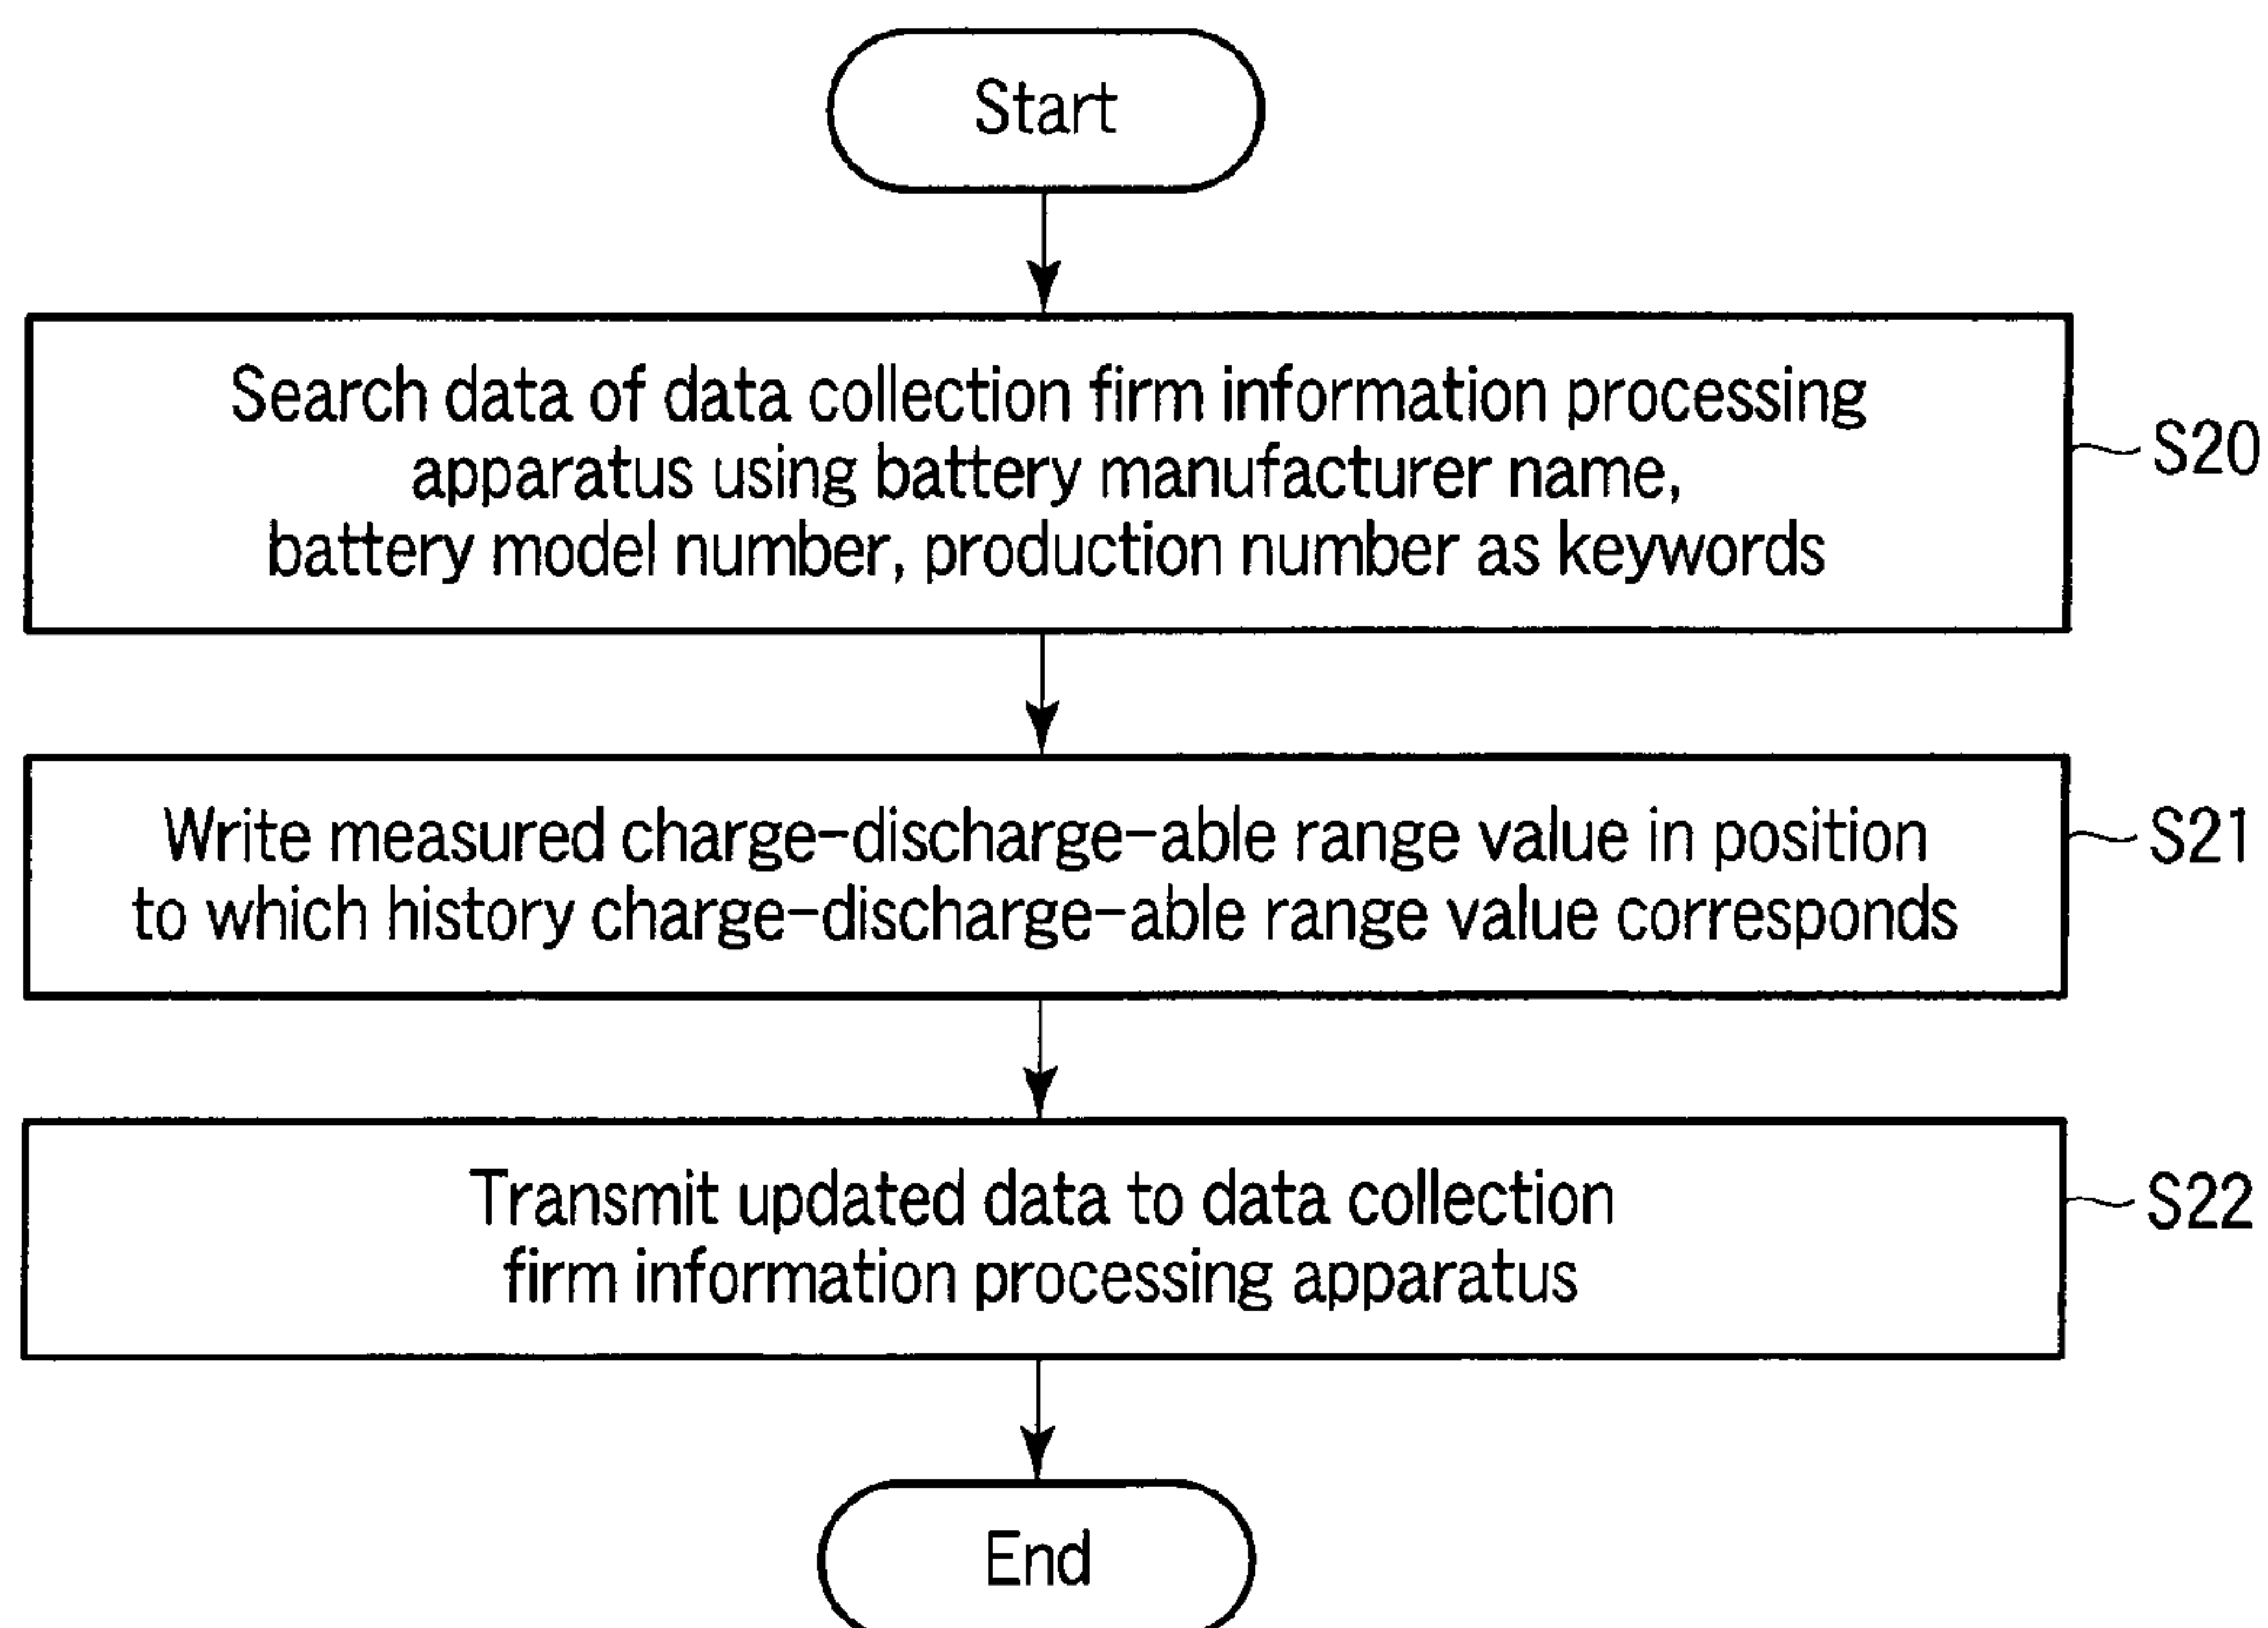 Start
Search data of data collection firm information processing
apparatus using battery manufacturer name,
battery model number, production number as keywords
S20
Write measured charge-discharge-able range value in position
to which history charge-discharge-able range value corresponds
S21
Transmit updated data to data collection
firm information processing apparatus
S22
End